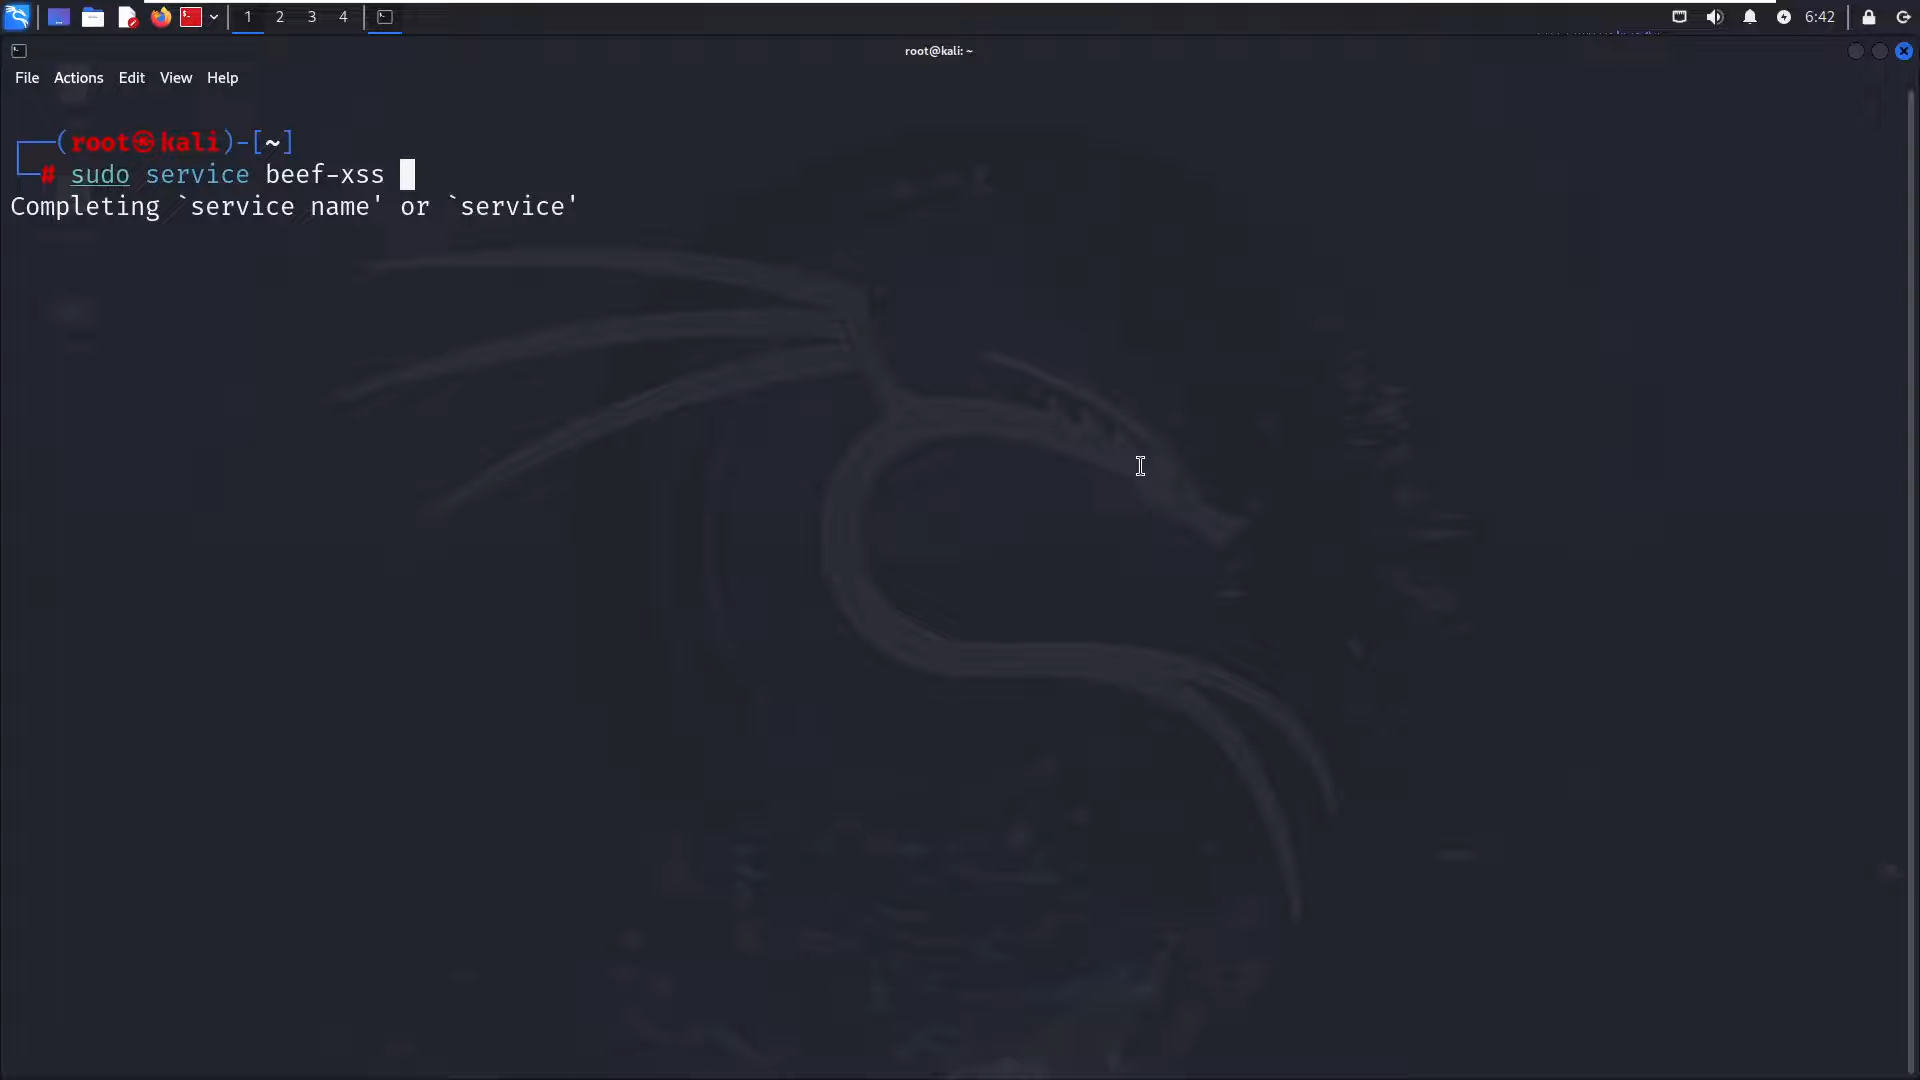 1 2 3 4 6:42
root@kali: ~
File Actions Edit View Help
┌──(root㉿kali)-[~]
└─# sudo service beef-xss
Completing `service name' or `service'